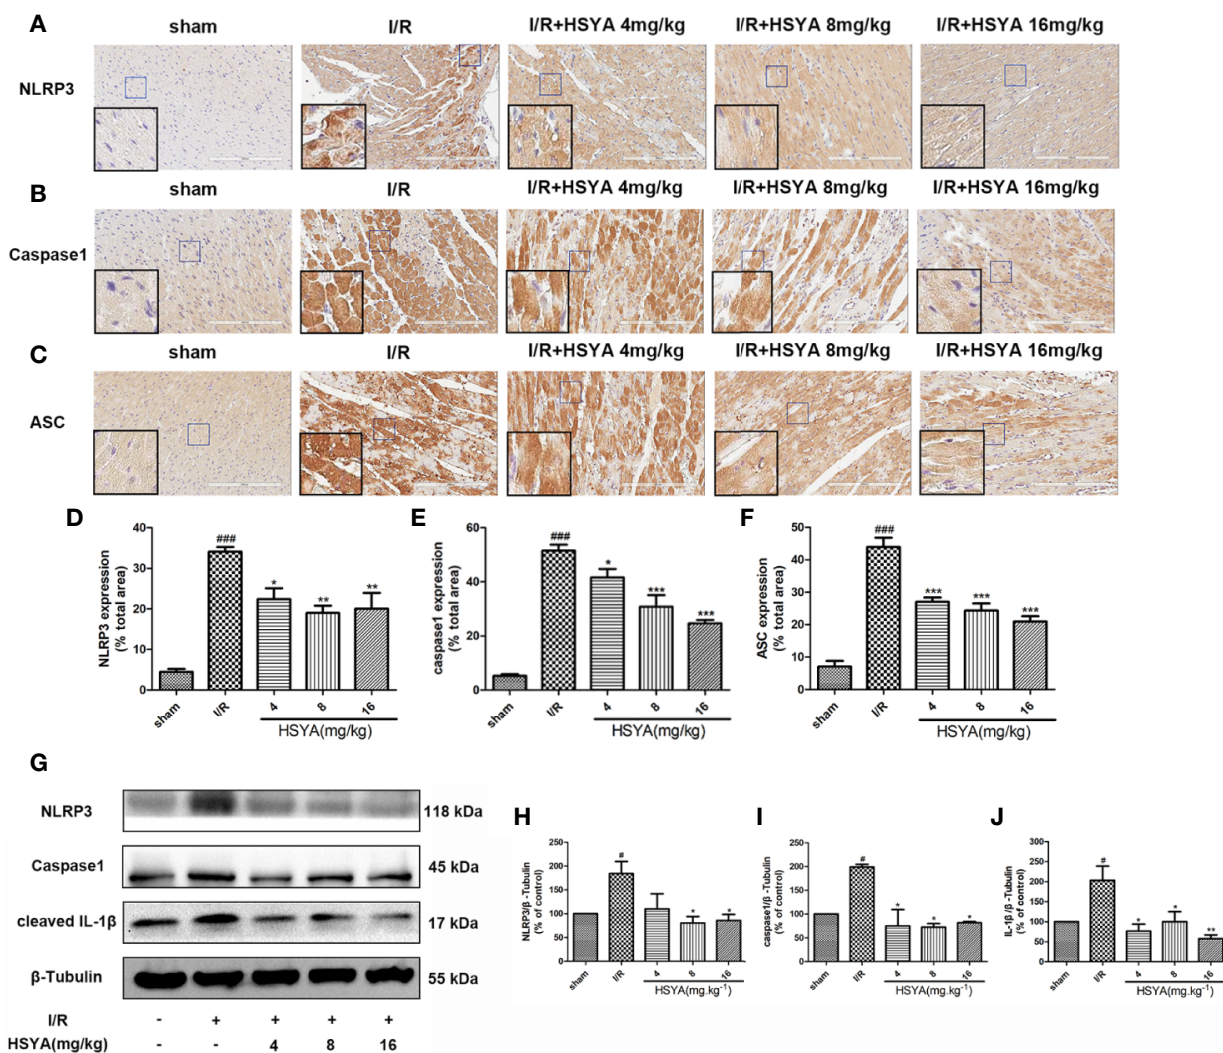 A
sham
I/R
I/R+HSYA 4mg/kg
I/R+HSYA 8mg/kg
I/R+HSYA 16mg/kg
NLRP3
B
sham
I/R
I/R+HSYA 4mg/kg
I/R+HSYA 8mg/kg
I/R+HSYA 16mg/kg
Caspase1
C
sham
I/R
I/R+HSYA 4mg/kg
I/R+HSYA 8mg/kg
I/R+HSYA 16mg/kg
ASC
D
NLRP3 expression
(% total area)
40
30
20
10
0
###
*
**
**
sham
I/R
4
8
16
HSYA(mg/kg)
E
caspase1 expression
(% total area)
60
40
20
0
###
*
***
***
sham
I/R
4
8
16
HSYA(mg/kg)
F
ASC expression
(% total area)
50
40
30
20
10
0
###
***
***
***
sham
I/R
4
8
16
HSYA(mg/kg)
G
NLRP3
118 kDa
Caspase1
45 kDa
cleaved IL-1β
17 kDa
β-Tubulin
55 kDa
I/R - + + + +
HSYA(mg/kg) - - 4 8 16
H
NLRP3/β -Tubulin
(% of control)
250
200
150
100
50
0
#
*
*
sham
I/R
4
8
16
HSYA(mg.kg⁻¹)
I
caspase1/β -Tubulin
(% of control)
250
200
150
100
50
0
#
*
*
*
sham
I/R
4
8
16
HSYA(mg.kg⁻¹)
J
IL-1β /β -Tubulin
(% of control)
300
250
200
150
100
50
0
#
*
*
**
sham
I/R
4
8
16
HSYA(mg.kg⁻¹)